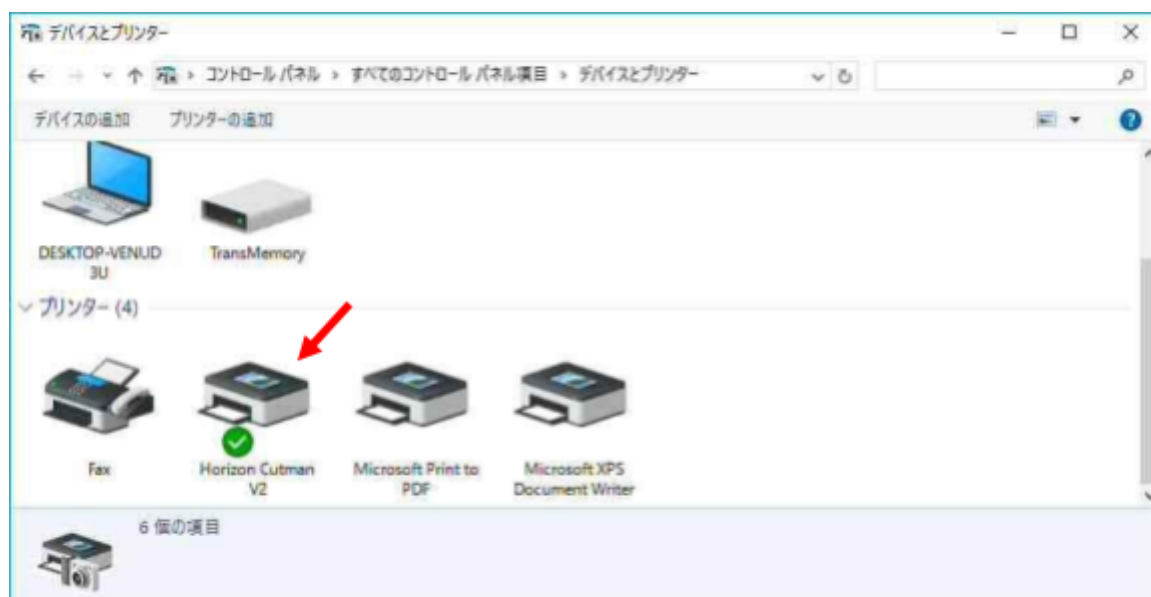 デバイスとプリンター
コントロール パネル › すべてのコントロール パネル項目 › デバイスとプリンター
デバイスの追加 プリンターの追加
DESKTOP-VENUD
3U
TransMemory
プリンター (4)
Fax
Horizon Cutman
V2
Microsoft Print to
PDF
Microsoft XPS
Document Writer
6 個の項目